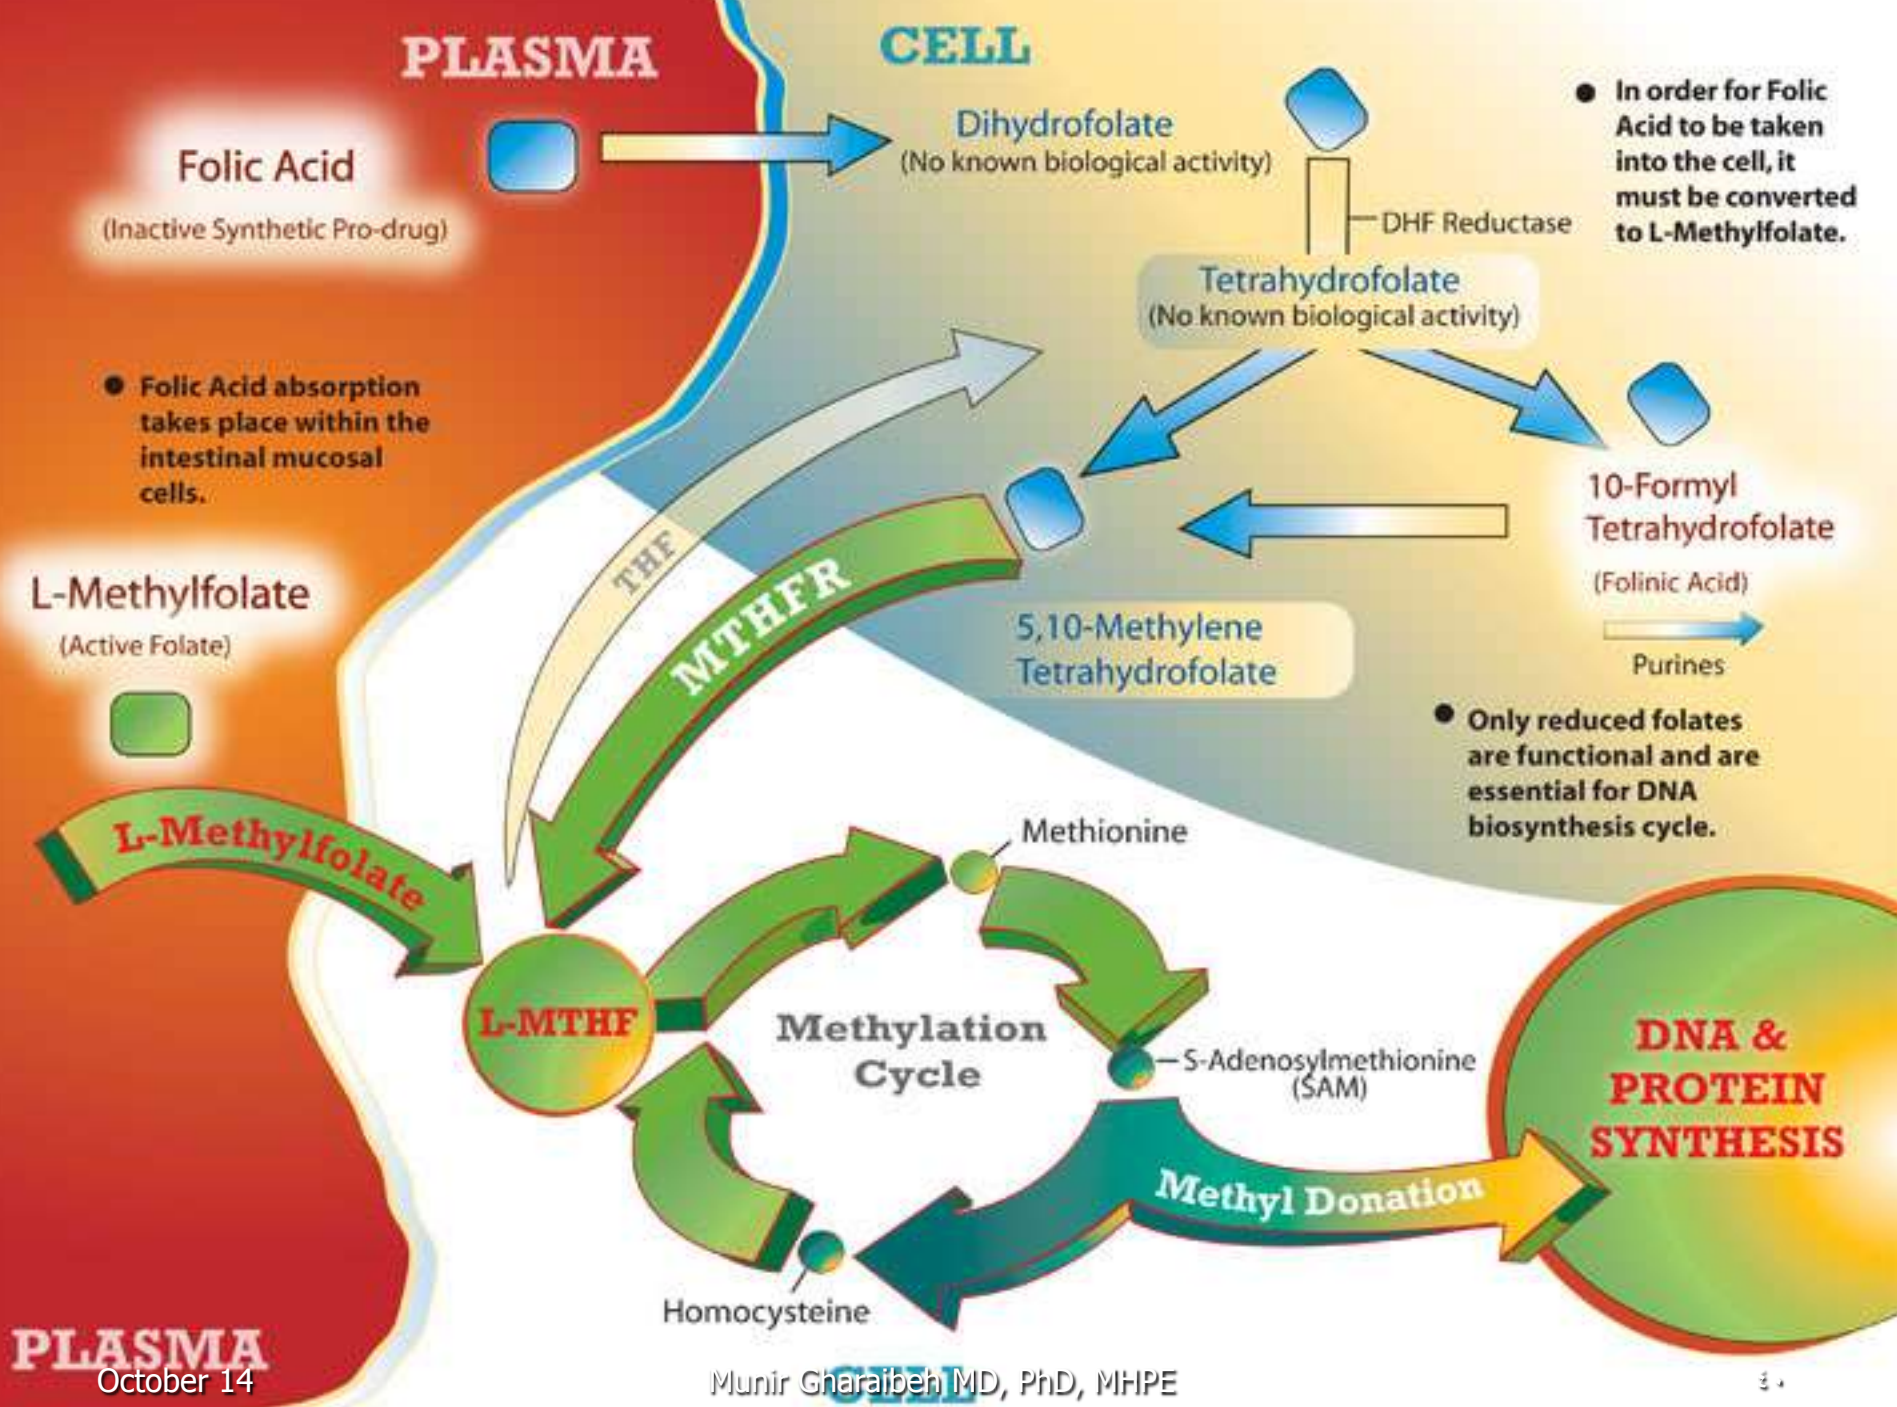 PLASMA
CELL
Folic Acid
(Inactive Synthetic Pro-drug)
Dihydrofolate
(No known biological activity)
DHF Reductase
Tetrahydrofolate
(No known biological activity)
● In order for Folic
Acid to be taken
into the cell, it
must be converted
to L-Methylfolate.
● Folic Acid absorption
takes place within the
intestinal mucosal
cells.
10-Formyl
Tetrahydrofolate
(Folinic Acid)
Purines
THF
MTHFR
5,10-Methylene
Tetrahydrofolate
L-Methylfolate
(Active Folate)
● Only reduced folates
are functional and are
essential for DNA
biosynthesis cycle.
L-Methylfolate
Methionine
L-MTHF
Methylation
Cycle
S-Adenosylmethionine
(SAM)
DNA &
PROTEIN
SYNTHESIS
Methyl Donation
Homocysteine
PLASMA
CELL
October 14
Munir Gharaibeh MD, PhD, MHPE